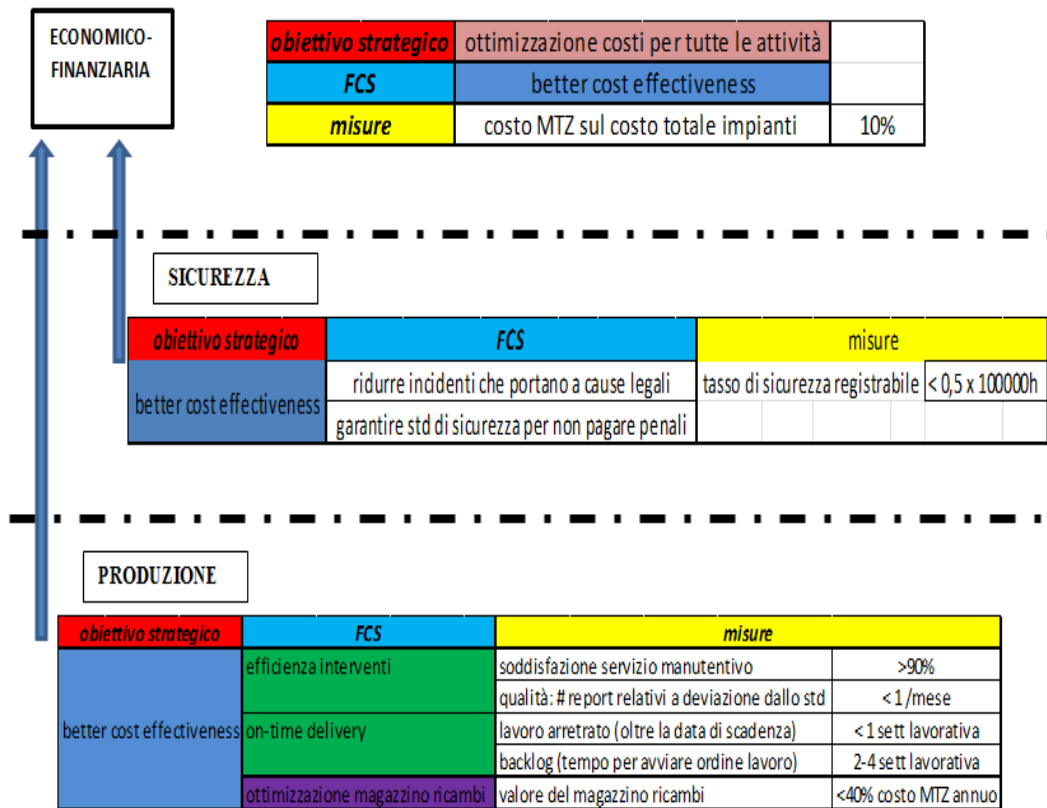 ECONOMICO-
FINANZIARIA
obiettivo strategico ottimizzazione costi per tutte le attività
FCS better cost effectiveness
misure costo MTZ sul costo totale impianti 10%
SICUREZZA
obiettivo strategico FCS misure
better cost effectiveness
ridurre incidenti che portano a cause legali tasso di sicurezza registrabile < 0,5 x 100000h
garantire std di sicurezza per non pagare penali
PRODUZIONE
obiettivo strategico FCS misure
better cost effectiveness
efficienza interventi soddisfazione servizio manutentivo >90%
qualità: # report relativi a deviazione dallo std < 1 /mese
on-time delivery lavoro arretrato (oltre la data di scadenza) < 1 sett lavorativa
backlog (tempo per avviare ordine lavoro) 2-4 sett lavorativa
ottimizzazione magazzino ricambi valore del magazzino ricambi <40% costo MTZ annuo